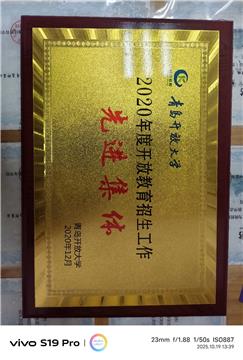 青岛开放大学
2020年度开放教育招生工作
先进集体
青岛开放大学
2020年12月
vivo S19 Pro
23mm f/1.88 1/50s ISO887
2025.10.19 13:39